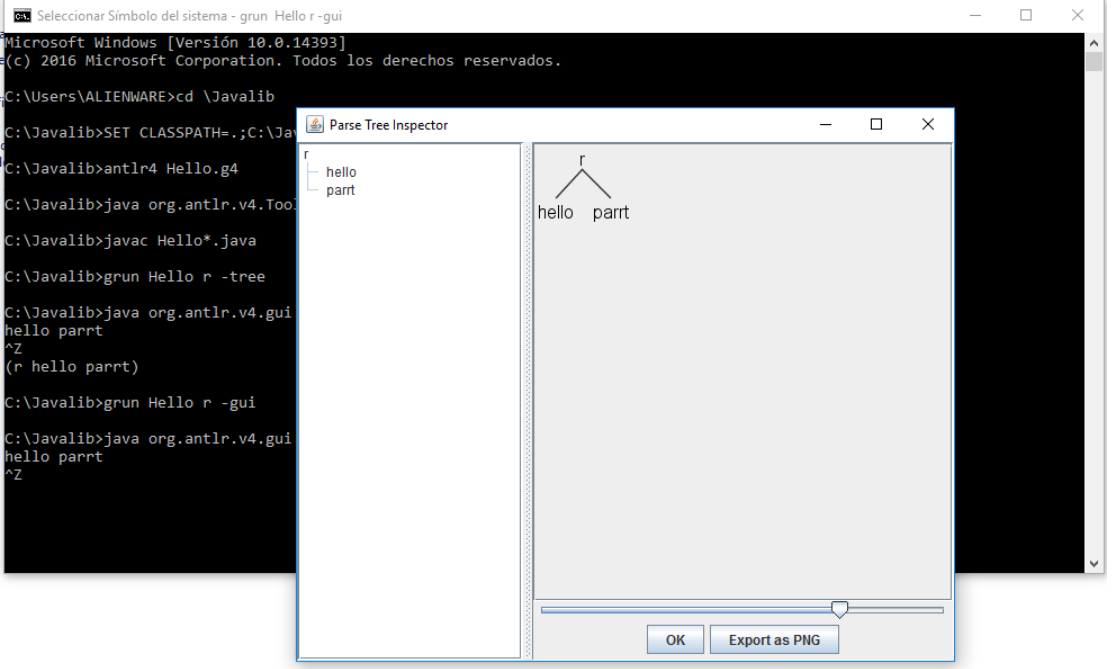 Seleccionar Símbolo del sistema - grun Hello r -gui
Microsoft Windows [Versión 10.0.14393]
(c) 2016 Microsoft Corporation. Todos los derechos reservados.
C:\Users\ALIENWARE>cd \Javalib
C:\Javalib>SET CLASSPATH=.;C:\Jav
C:\Javalib>antlr4 Hello.g4
C:\Javalib>java org.antlr.v4.Tool
C:\Javalib>javac Hello*.java
C:\Javalib>grun Hello r -tree
C:\Javalib>java org.antlr.v4.gui
hello parrt
^Z
(r hello parrt)
C:\Javalib>grun Hello r -gui
C:\Javalib>java org.antlr.v4.gui
hello parrt
^Z
Parse Tree Inspector
r
hello
parrt
r
hello parrt
OK
Export as PNG